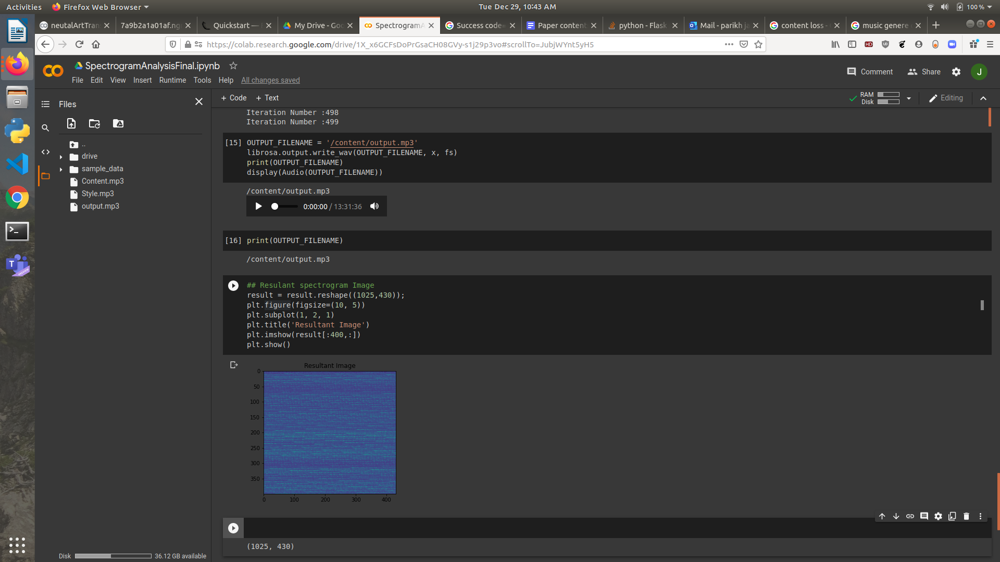 Activities
Firefox Web Browser
Tue Dec 29, 10:43 AM
100 %
neutalArtTran
7a9b2a1a01af.ng
Quickstart —
My Drive - Goo
SpectrogramA
Success code=
Paper content
python - Flask
Mail - parikh ja
content loss -
music genere
https://colab.research.google.com/drive/1X_x6GCFsDoPrGsaCH08GVy-s1j29p3vo#scrollTo=JubjWYnt5yH5
SpectrogramAnalysisFinal.ipynb
File Edit View Insert Runtime Tools Help All changes saved
Comment
Share
J
Files
+ Code + Text
RAM
Disk
Editing
..
drive
sample_data
Content.mp3
Style.mp3
output.mp3
Iteration Number :498
Iteration Number :499
[15] OUTPUT_FILENAME = '/content/output.mp3'
librosa.output.write_wav(OUTPUT_FILENAME, x, fs)
print(OUTPUT_FILENAME)
display(Audio(OUTPUT_FILENAME))
/content/output.mp3
0:00:00 / 13:31:36
[16] print(OUTPUT_FILENAME)
/content/output.mp3
## Resulant spectrogram Image
result = result.reshape((1025,430));
plt.figure(figsize=(10, 5))
plt.subplot(1, 2, 1)
plt.title('Resultant Image')
plt.imshow(result[:400,:])
plt.show()
Resultant Image
0
50
100
150
200
250
300
350
0 100 200 300 400
(1025, 430)
Disk 36.12 GB available